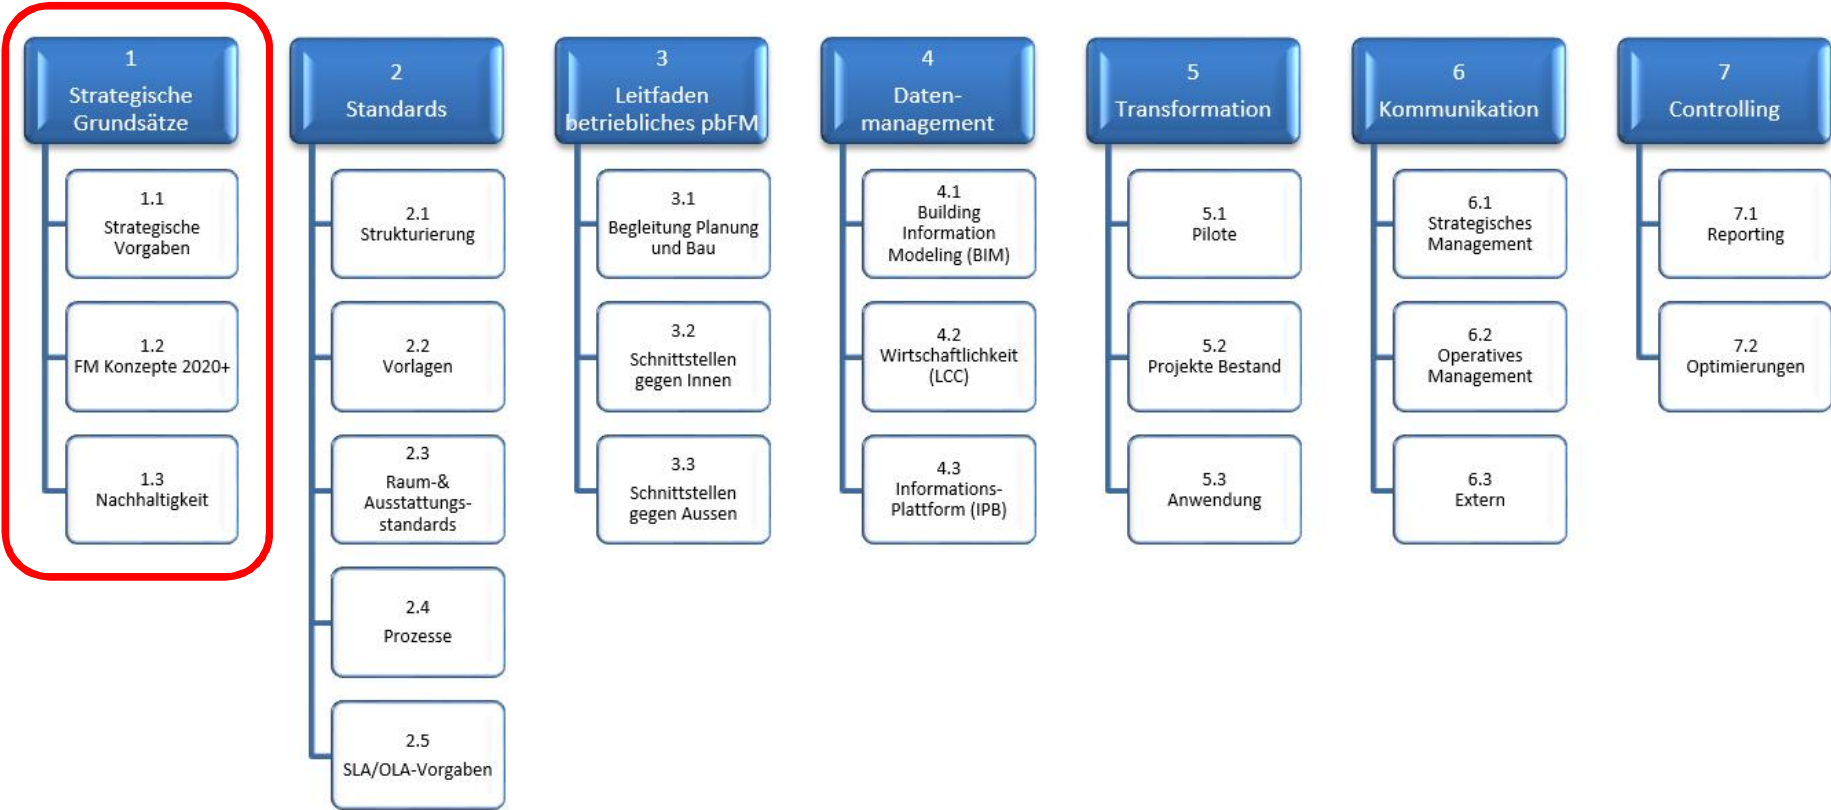 1
Strategische
Grundsätze
1.1
Strategische
Vorgaben
1.2
FM Konzepte 2020+
1.3
Nachhaltigkeit
2
Standards
2.1
Strukturierung
2.2
Vorlagen
2.3
Raum-&
Ausstattungs-
standards
2.4
Prozesse
2.5
SLA/OLA-Vorgaben
3
Leitfaden
betriebliches pbFM
3.1
Begleitung Planung
und Bau
3.2
Schnittstellen
gegen Innen
3.3
Schnittstellen
gegen Aussen
4
Daten-
management
4.1
Building
Information
Modeling (BIM)
4.2
Wirtschaftlichkeit
(LCC)
4.3
Informations-
Plattform (IPB)
5
Transformation
5.1
Pilote
5.2
Projekte Bestand
5.3
Anwendung
6
Kommunikation
6.1
Strategisches
Management
6.2
Operatives
Management
6.3
Extern
7
Controlling
7.1
Reporting
7.2
Optimierungen